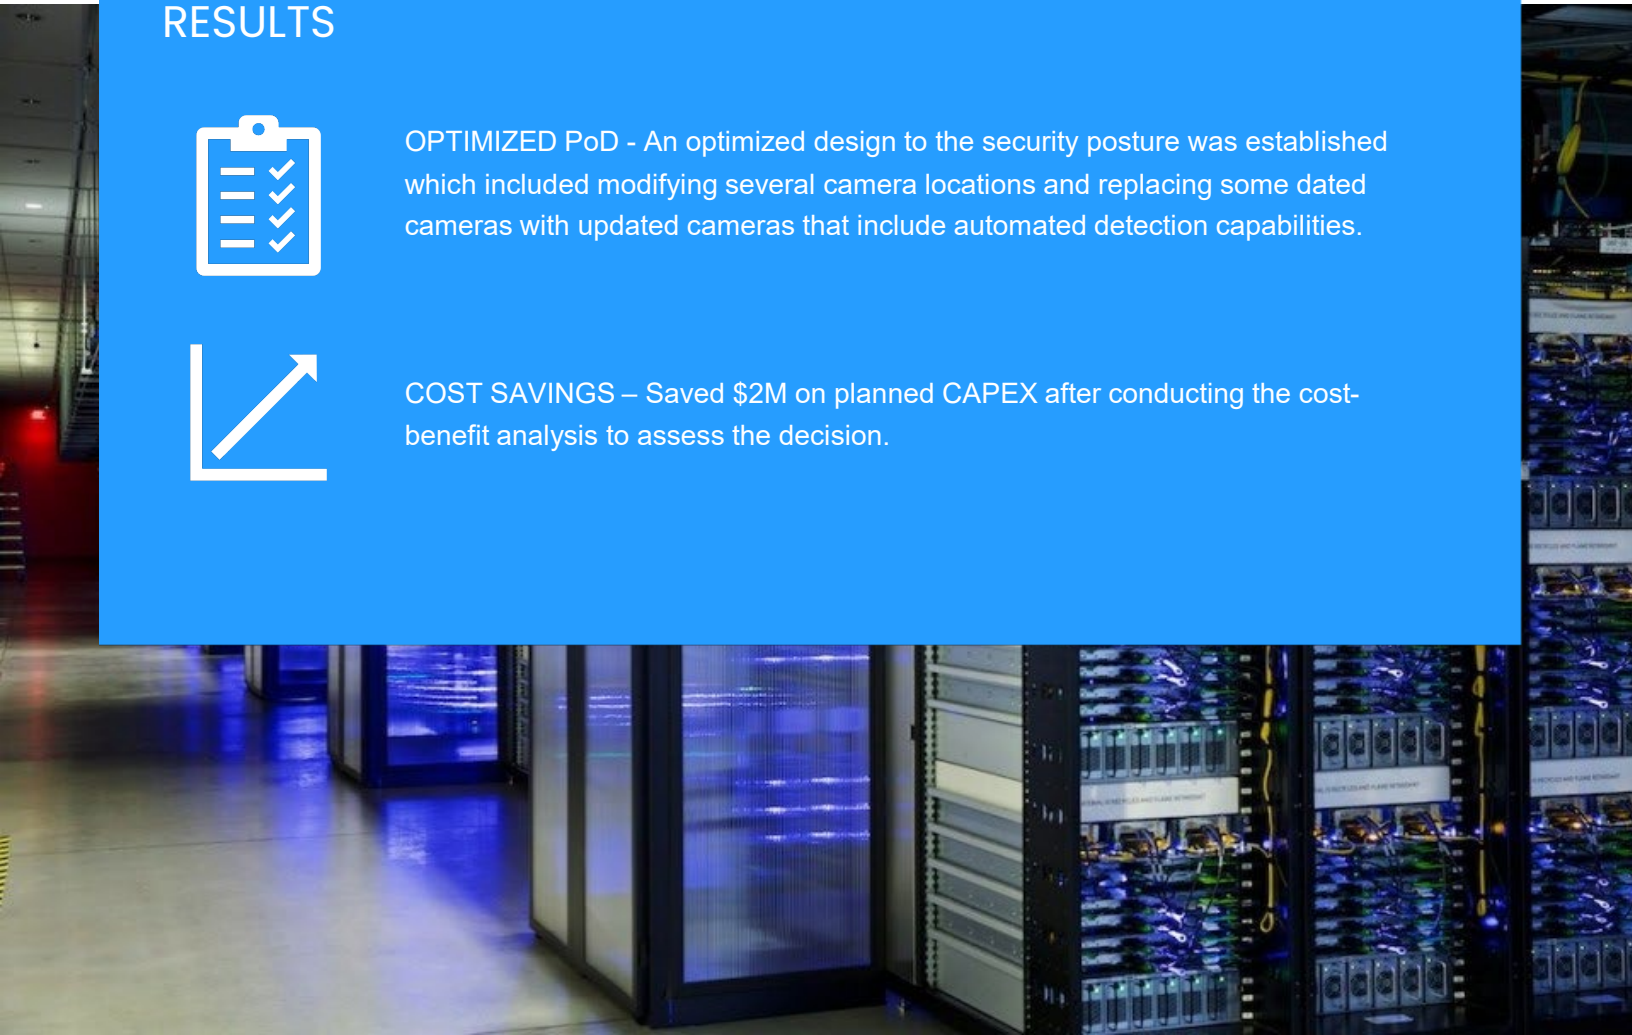 RESULTS
OPTIMIZED PoD - An optimized design to the security posture was established
which included modifying several camera locations and replacing some dated
cameras with updated cameras that include automated detection capabilities.
COST SAVINGS – Saved $2M on planned CAPEX after conducting the cost-
benefit analysis to assess the decision.